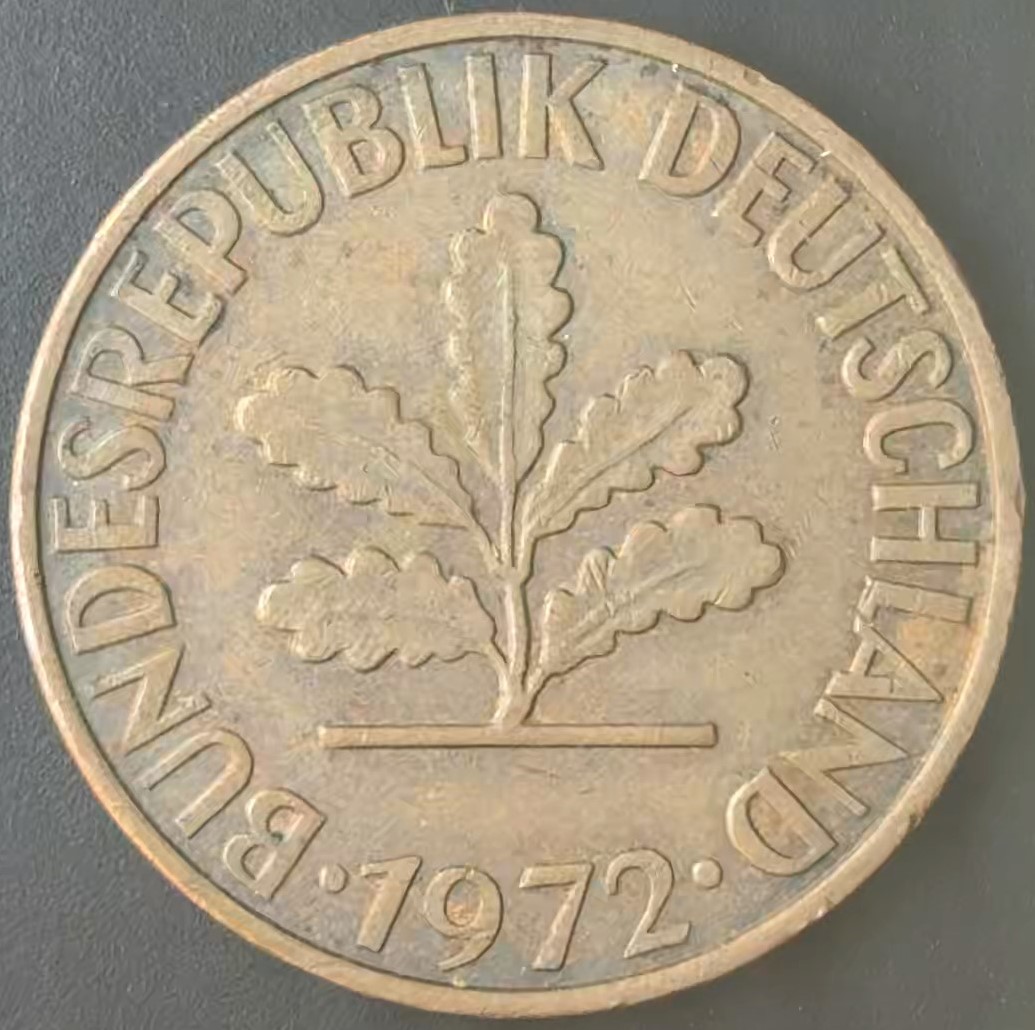 BUNDESREPUBLIK DEUTSCHLAND
·1972·